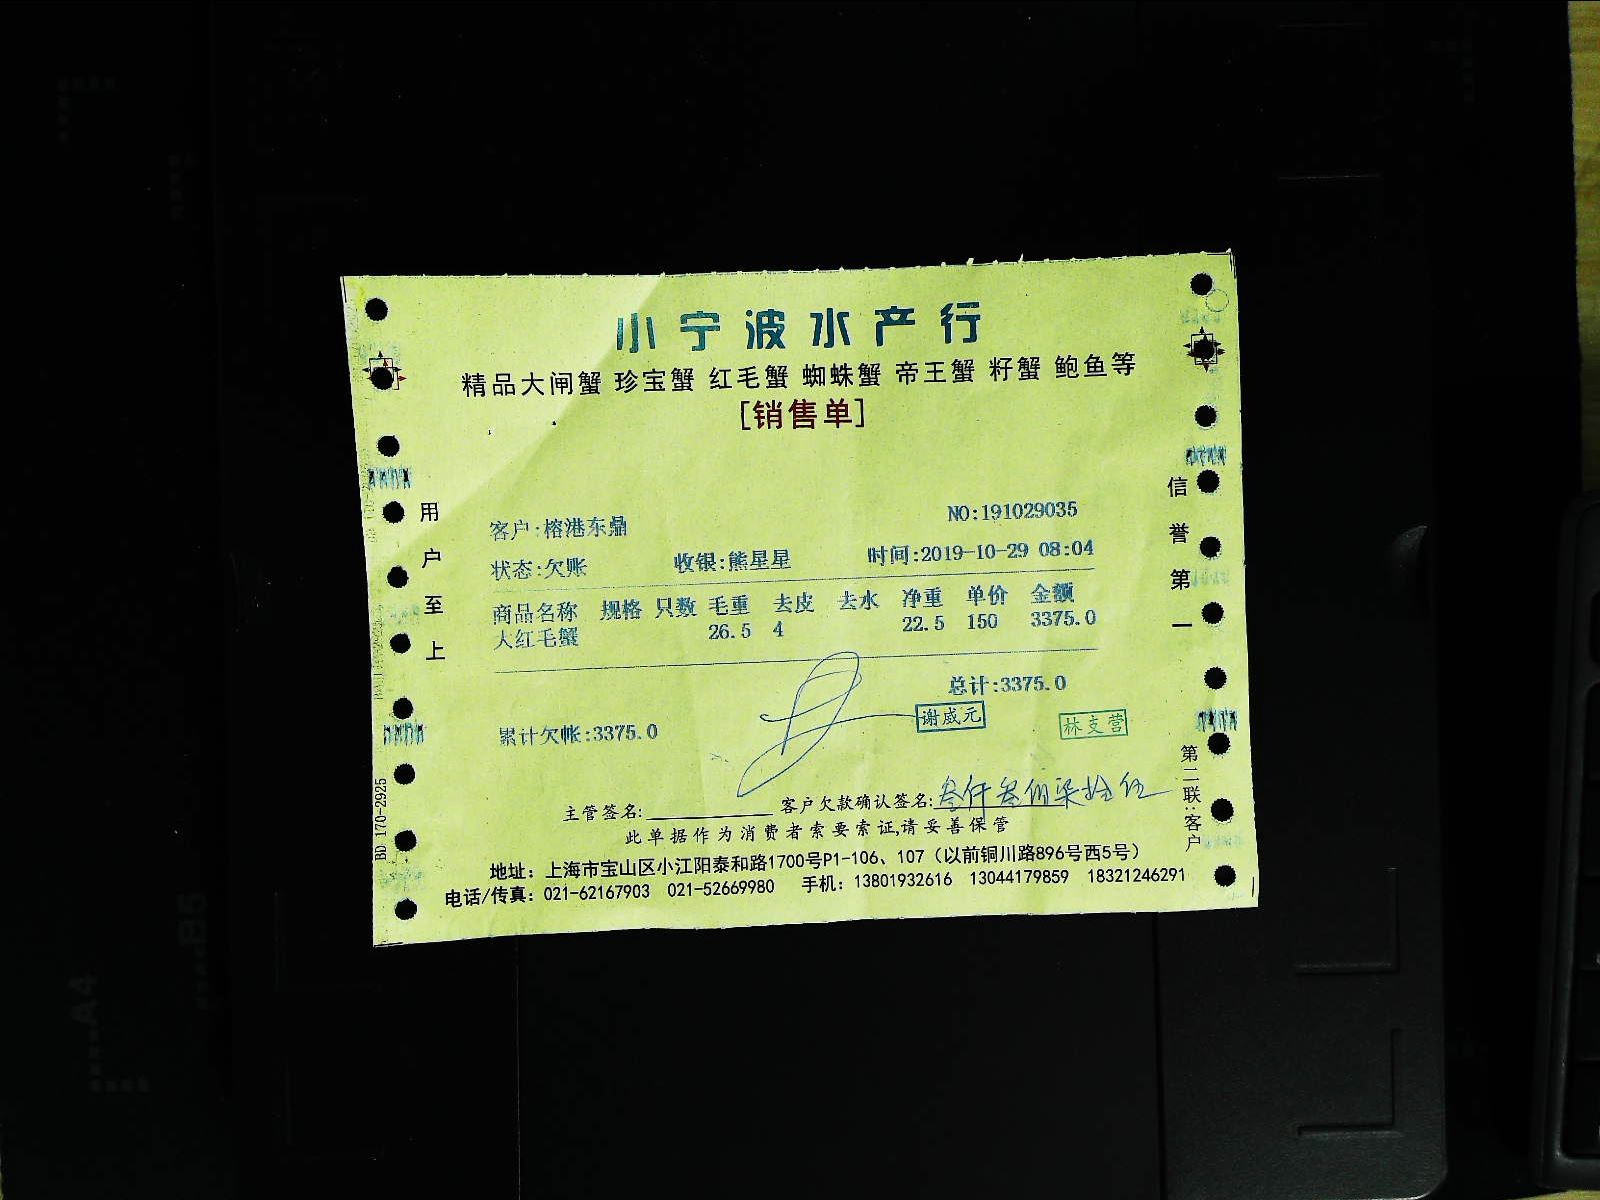 小宁波水产行
精品大闸蟹 珍宝蟹 红毛蟹 蜘蛛蟹 帝王蟹 籽蟹 鲍鱼等
[销售单]
NO:191029035
客户:榕港东鼎
状态:欠账 收银:熊星星 时间:2019-10-29 08:04
商品名称 规格 只数 毛重 去皮 去水 净重 单价 金额
大红毛蟹 26.5 4 22.5 150 3375.0
总计:3375.0
谢威元
林支营
累计欠帐:3375.0
主管签名: 客户欠款确认签名:叁仟叁佰柒拾伍
此单据作为消费者索要索证,请妥善保管
地址：上海市宝山区小江阳泰和路1700号P1-106、107（以前铜川路896号西5号）
电话/传真：021-62167903 021-52669980 手机：13801932616 13044179859 18321246291
用户至上
信誉第一
第二联:客户
BD 170-2925